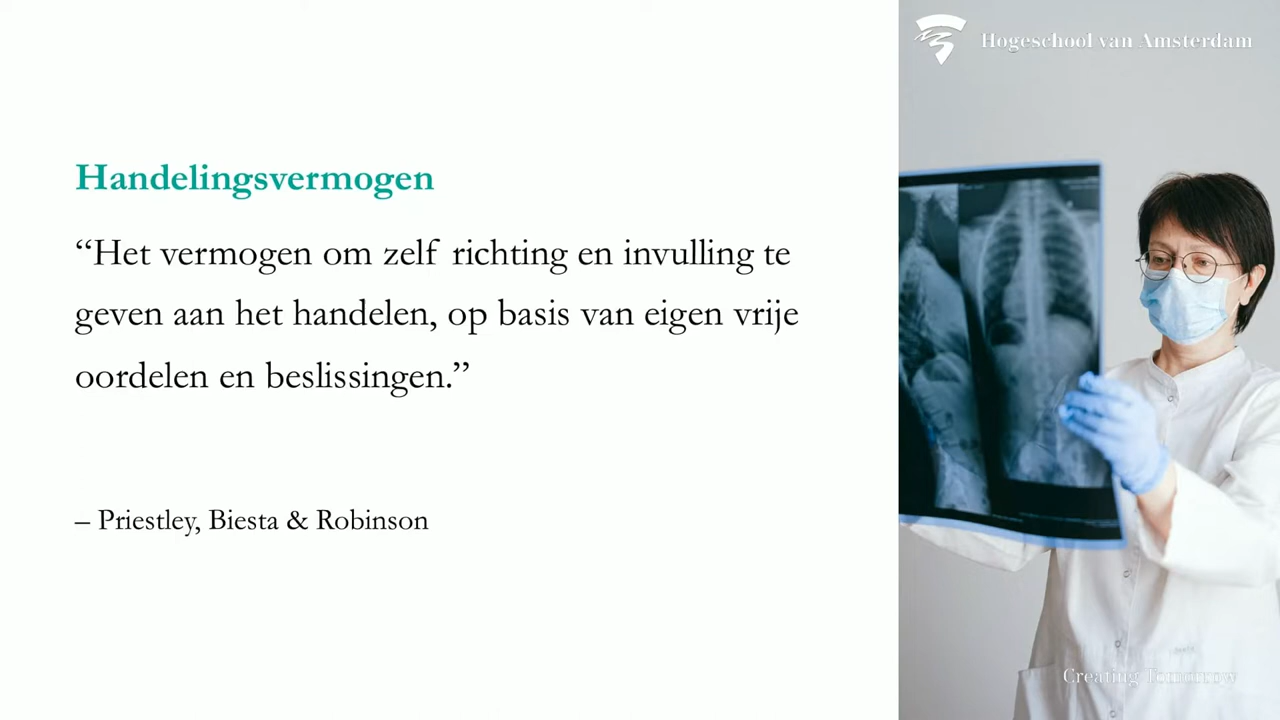 Hogeschool van Amsterdam
Handelingsvermogen
“Het vermogen om zelf richting en invulling te
geven aan het handelen, op basis van eigen vrije
oordelen en beslissingen.”
– Priestley, Biesta & Robinson
Creating Tomorrow